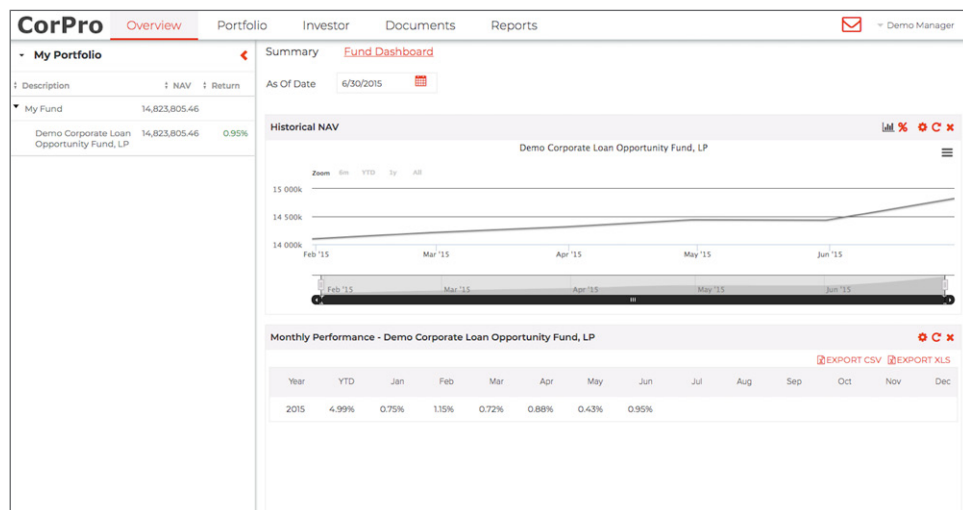 CorPro Overview Portfolio Investor Documents Reports Demo Manager
My Portfolio
Description NAV Return
My Fund 14,823,805.46
Demo Corporate Loan 14,823,805.46 0.95%
Opportunity Fund, LP
Summary Fund Dashboard
As Of Date 6/30/2015
Historical NAV %
Demo Corporate Loan Opportunity Fund, LP
Zoom 6m YTD 1y All
15 000k
14 500k
14 000k
Feb '15 Mar '15 Apr '15 May '15 Jun '15
Feb '15 Mar '15 Apr '15 May '15 Jun '15
Monthly Performance - Demo Corporate Loan Opportunity Fund, LP
EXPORT CSV EXPORT XLS
Year YTD Jan Feb Mar Apr May Jun Jul Aug Sep Oct Nov Dec
2015 4.99% 0.75% 1.15% 0.72% 0.88% 0.43% 0.95%